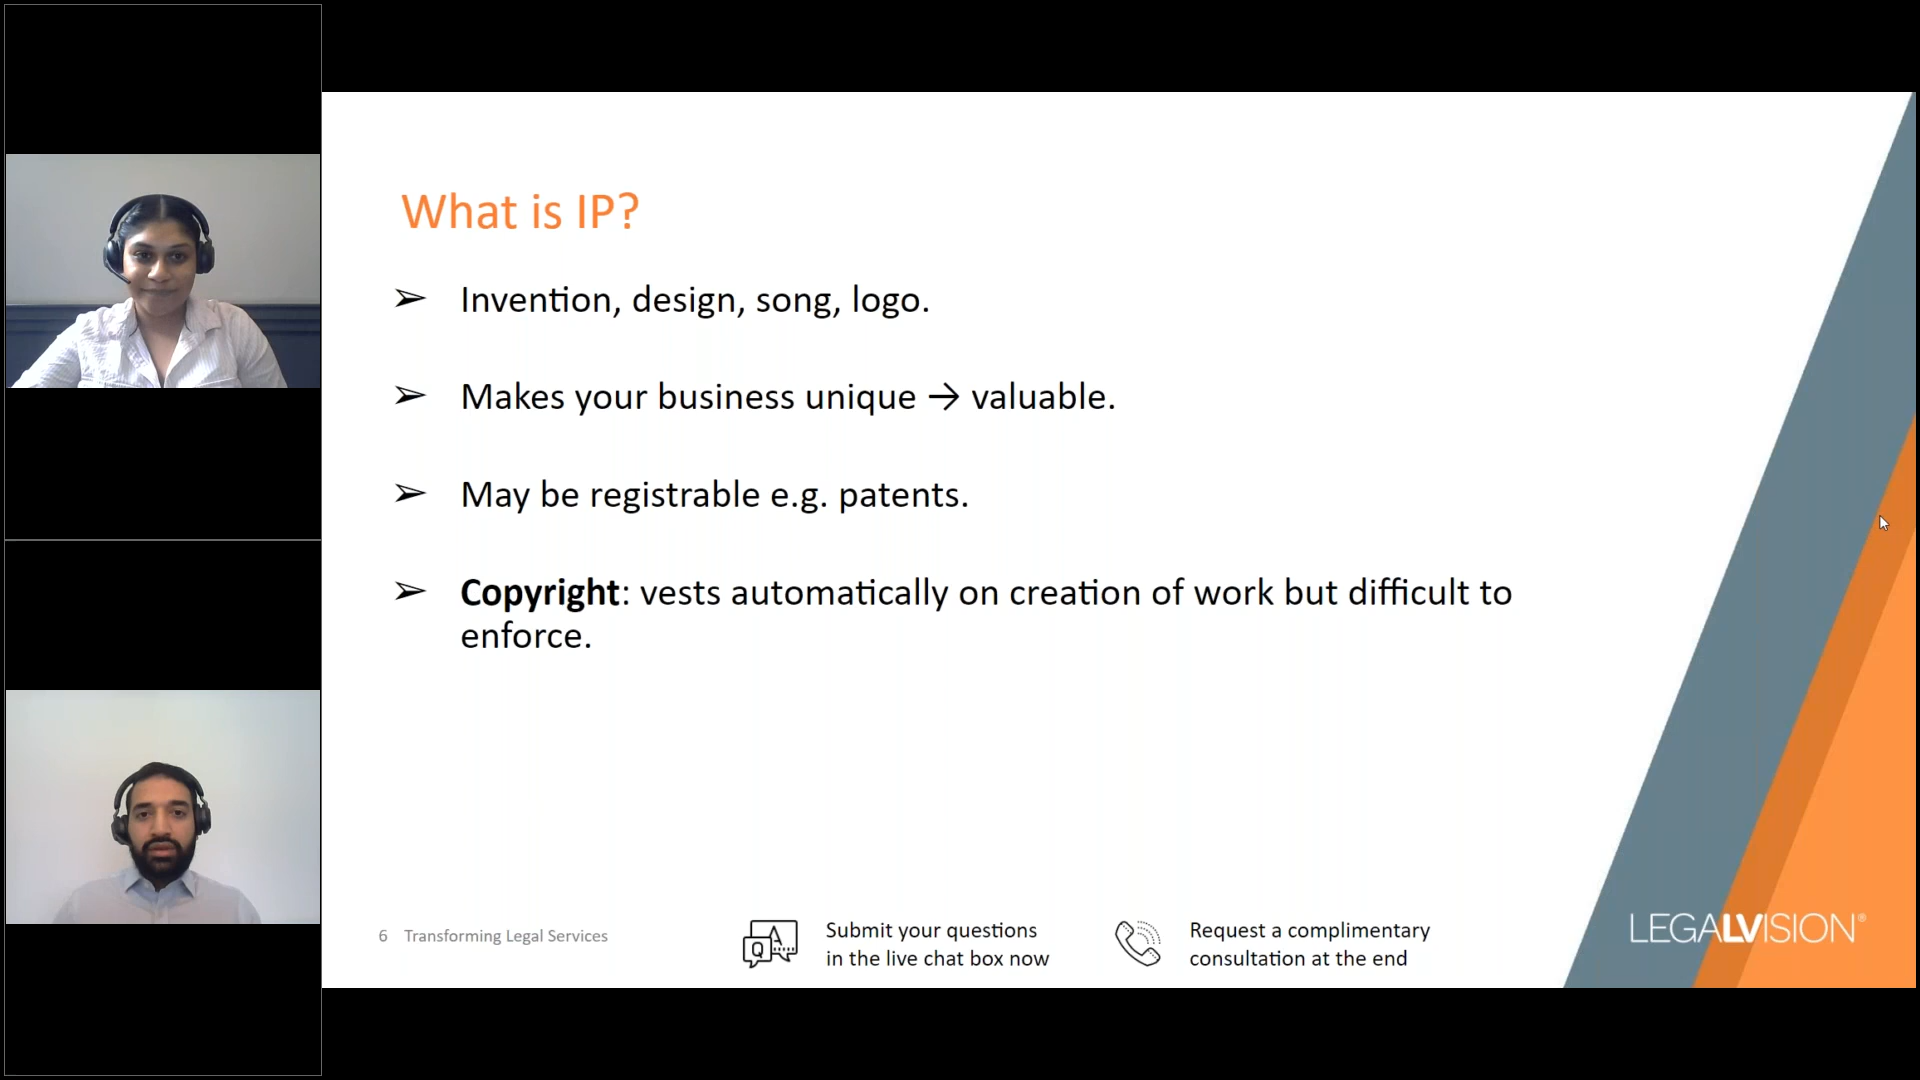 What is IP?
➢ Invention, design, song, logo.
➢ Makes your business unique → valuable.
➢ May be registrable e.g. patents.
➢ Copyright: vests automatically on creation of work but difficult to
enforce.
6 Transforming Legal Services
Q A
Submit your questions
in the live chat box now
Request a complimentary
consultation at the end
LEGALVISION®